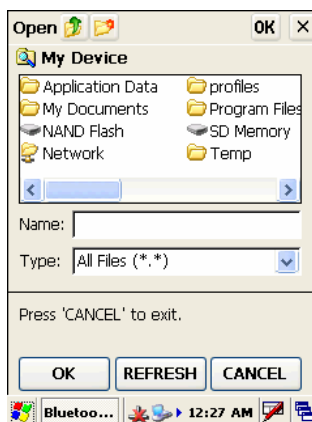 Open OK ×
My Device
Application Data profiles
My Documents Program Files
NAND Flash SD Memory
Network Temp
Name:
Type: All Files (*.*)
Press 'CANCEL' to exit.
OK REFRESH CANCEL
Bluetoo... 12:27 AM